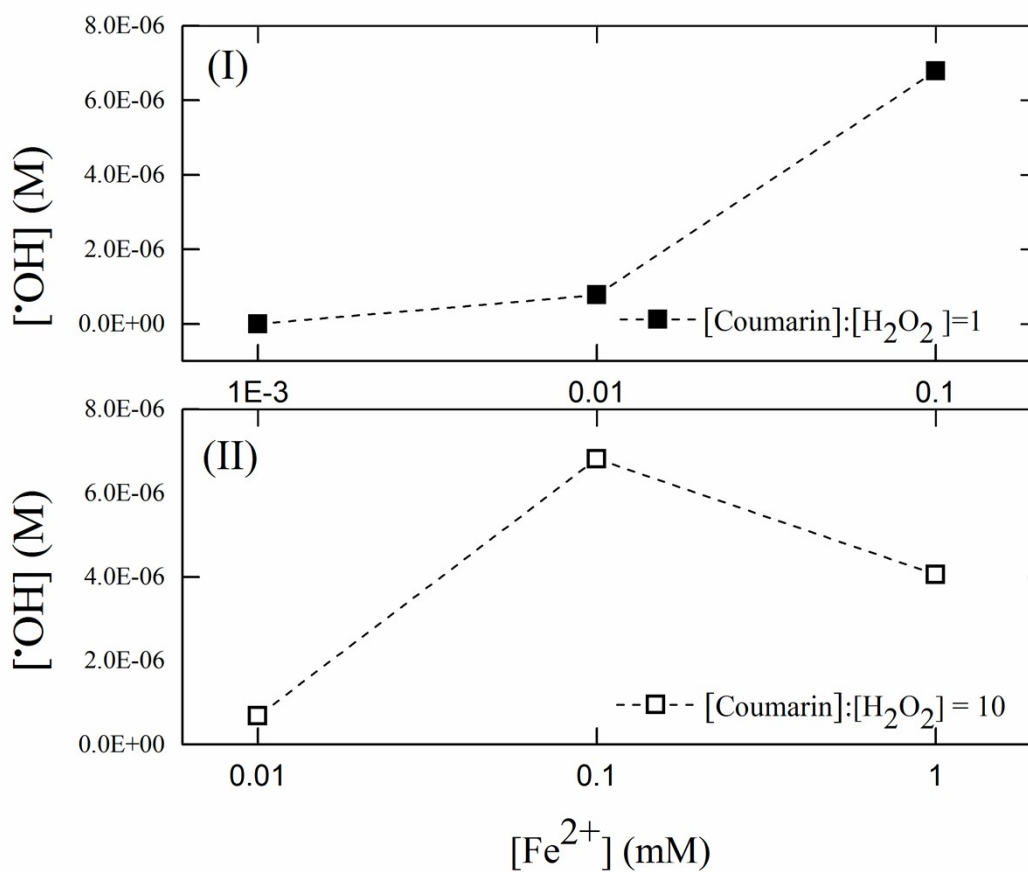 8.0E-06
(I)
6.0E-06
4.0E-06
2.0E-06
0.0E+00
[•OH] (M)
[Coumarin]:[H2O2 ]=1
1E-3 0.01 0.1
8.0E-06
(II)
6.0E-06
4.0E-06
2.0E-06
0.0E+00
[•OH] (M)
[Coumarin]:[H2O2] = 10
0.01 0.1 1
[Fe2+] (mM)